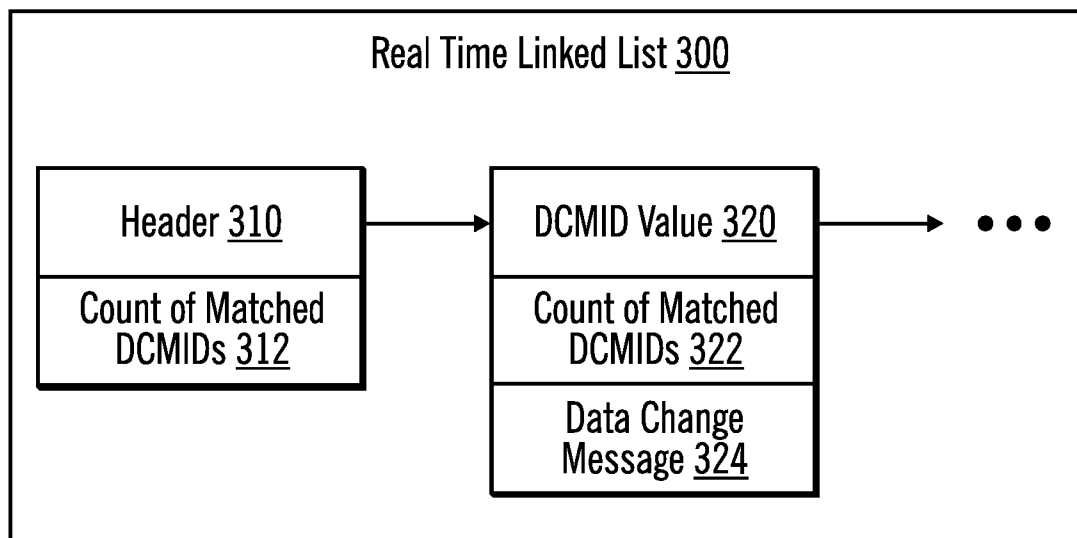 Real Time Linked List 300
Header 310
Count of Matched
DCMIDs 312
DCMID Value 320
Count of Matched
DCMIDs 322
Data Change
Message 324